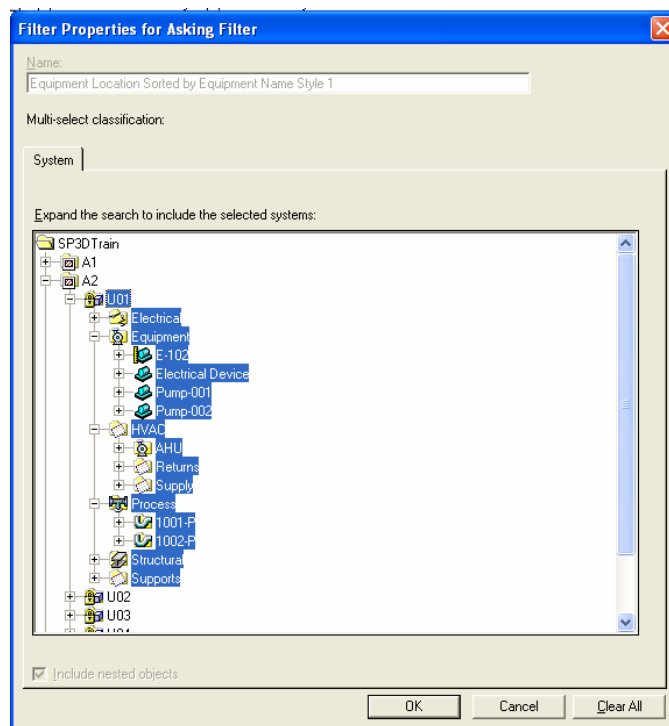 Filter Properties for Asking Filter
Name:
Equipment Location Sorted by Equipment Name Style 1
Multi-select classification:
System
Expand the search to include the selected systems:
SP3DTrain
A1
A2
U01
Electrical
Equipment
E-102
Electrical Device
Pump-001
Pump-002
HVAC
AHU
Returns
Supply
Process
1001-P
1002-P
Structural
Supports
U02
U03
Include nested objects
OK Cancel Clear All